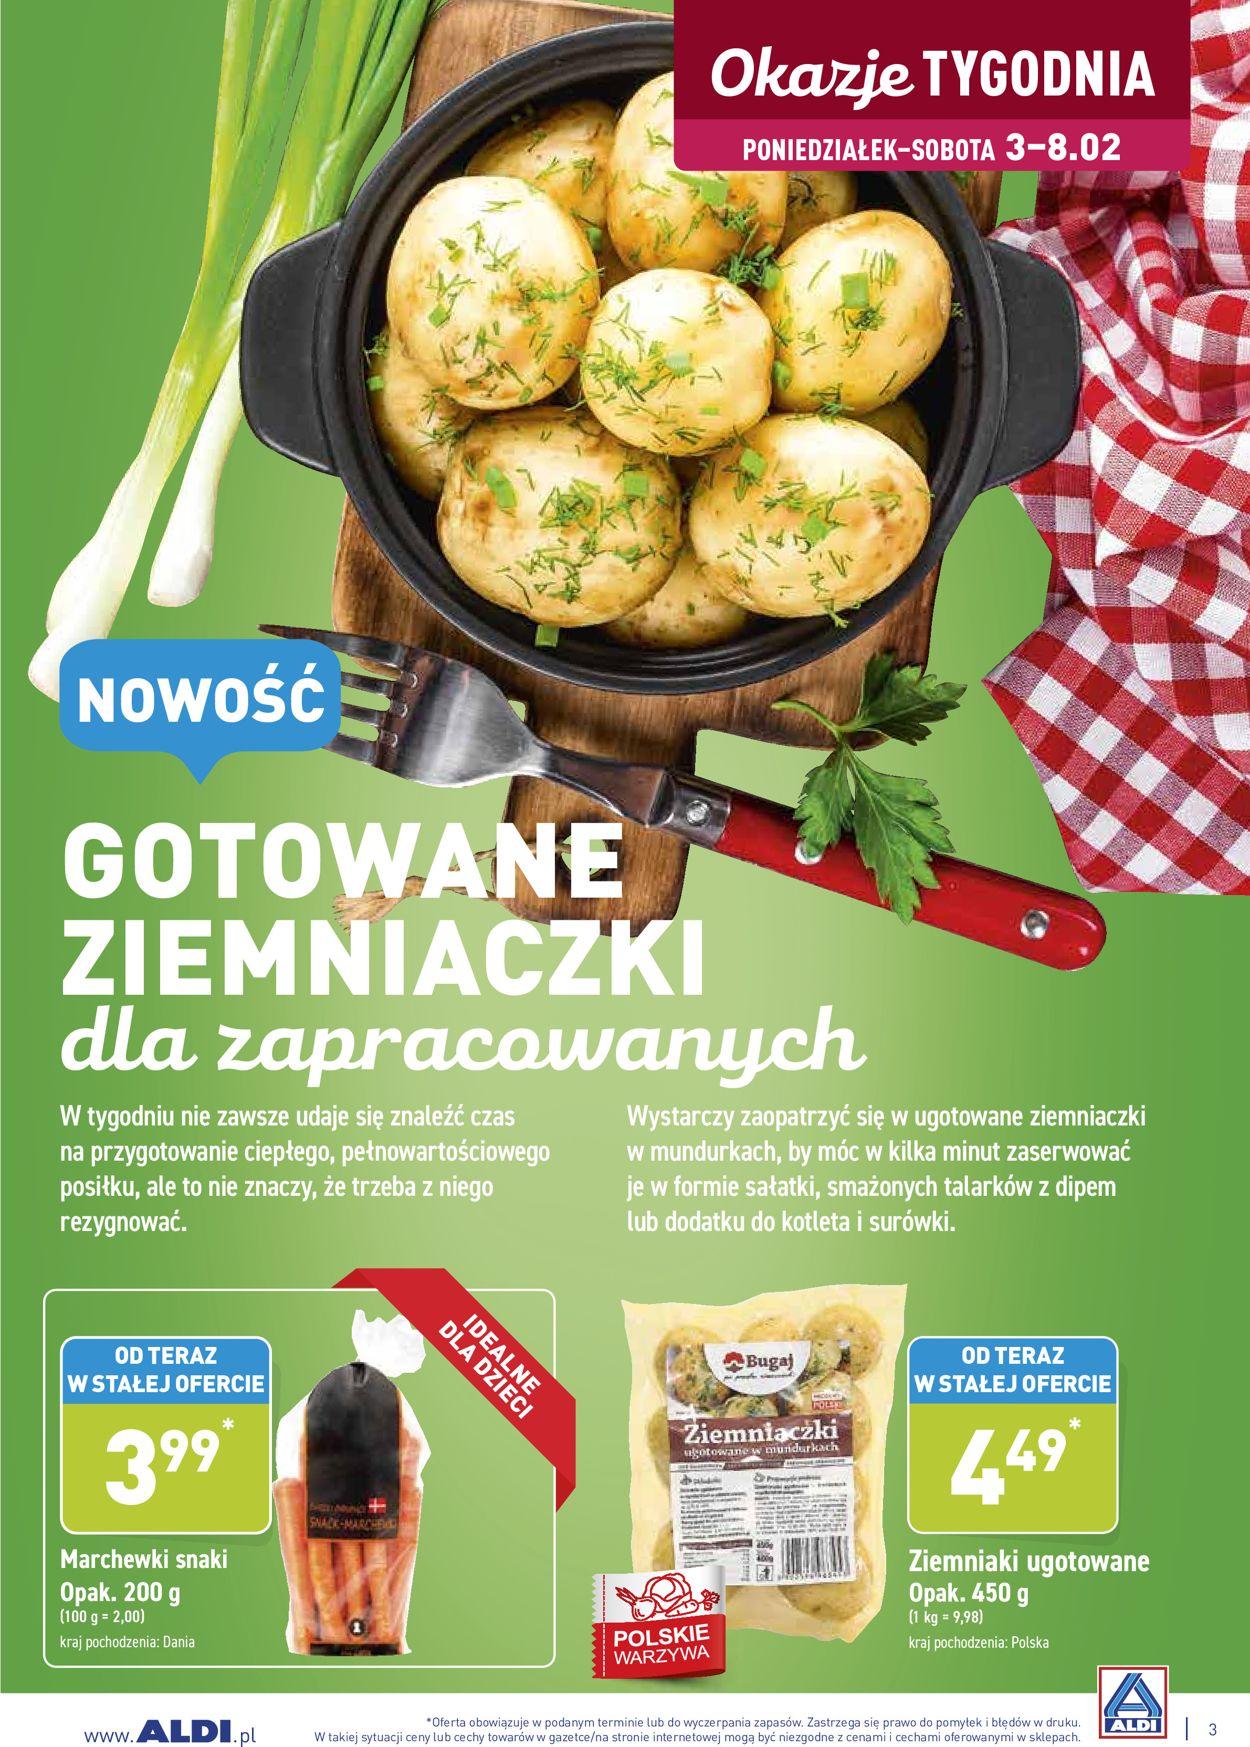 Okazje TYGODNIA
PONIEDZIAŁEK–SOBOTA 3–8.02
NOWOŚĆ
GOTOWANE
ZIEMNIACZKI
dla zapracowanych
W tygodniu nie zawsze udaje się znaleźć czas
na przygotowanie ciepłego, pełnowartościowego
posiłku, ale to nie znaczy, że trzeba z niego
rezygnować.
Wystarczy zaopatrzyć się w ugotowane ziemniaczki
w mundurkach, by móc w kilka minut zaserwować
je w formie sałatki, smażonych talarków z dipem
lub dodatku do kotleta i surówki.
IDEALNE
DLA DZIECI
OD TERAZ
W STAŁEJ OFERCIE
3 99*
SNACK-MARCHEWKI
Marchewki snaki
Opak. 200 g
(100 g = 2,00)
kraj pochodzenia: Dania
Bugaj
Ziemniaczki
ugotowane w mundurkach
POLSKIE
WARZYWA
OD TERAZ
W STAŁEJ OFERCIE
4 49*
Ziemniaki ugotowane
Opak. 450 g
(1 kg = 9,98)
kraj pochodzenia: Polska
www.ALDI.pl
*Oferta obowiązuje w podanym terminie lub do wyczerpania zapasów. Zastrzega się prawo do pomyłek i błędów w druku.
W takiej sytuacji ceny lub cechy towarów w gazetce/na stronie internetowej mogą być niezgodne z cenami i cechami oferowanymi w sklepach.
ALDI
3